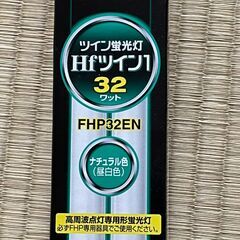 ツイン蛍光灯
Hfツイン1
32
ワット
FHP32EN
ナチュラル色
(昼白色)
高周波点灯専用形蛍光灯
必ずFHP専用器具でご使用ください。